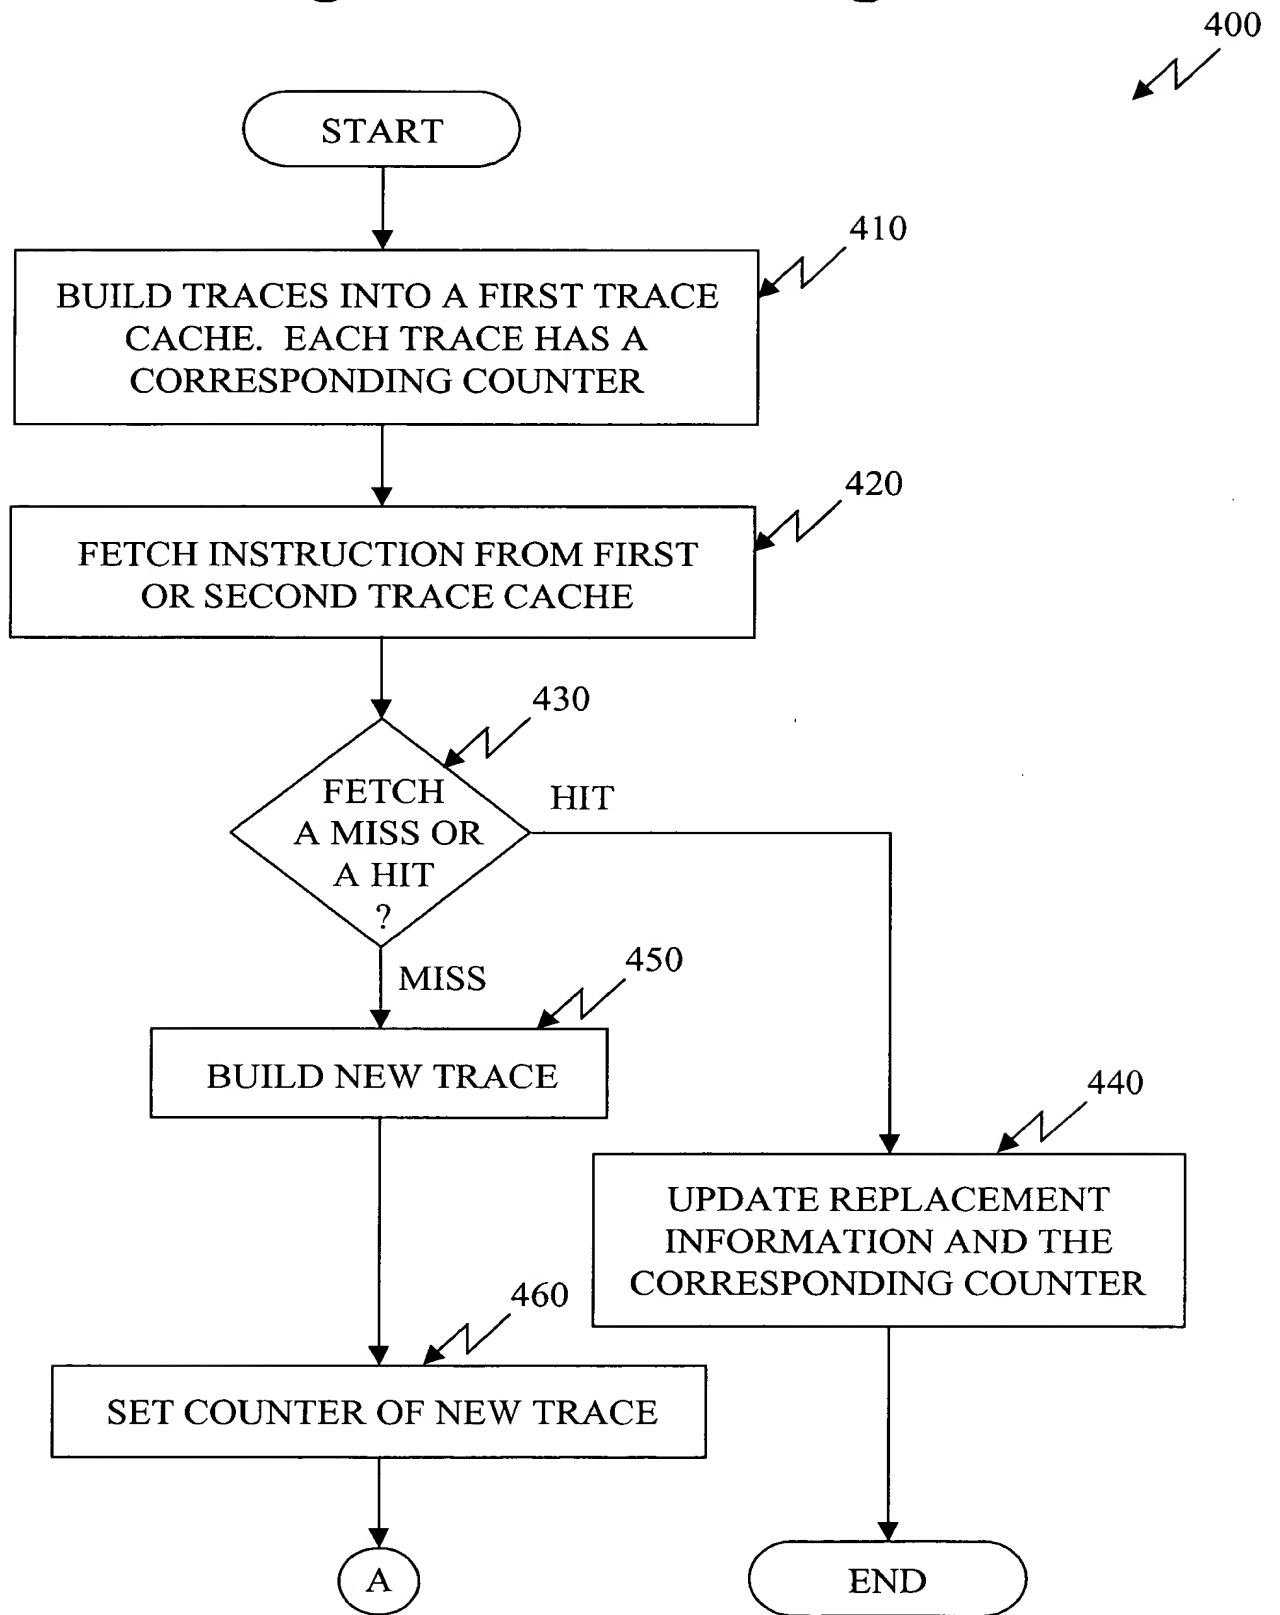 400
START
410
BUILD TRACES INTO A FIRST TRACE
CACHE. EACH TRACE HAS A
CORRESPONDING COUNTER
420
FETCH INSTRUCTION FROM FIRST
OR SECOND TRACE CACHE
430
FETCH
A MISS OR
A HIT
?
HIT
MISS
450
BUILD NEW TRACE
440
UPDATE REPLACEMENT
INFORMATION AND THE
CORRESPONDING COUNTER
460
SET COUNTER OF NEW TRACE
A
END